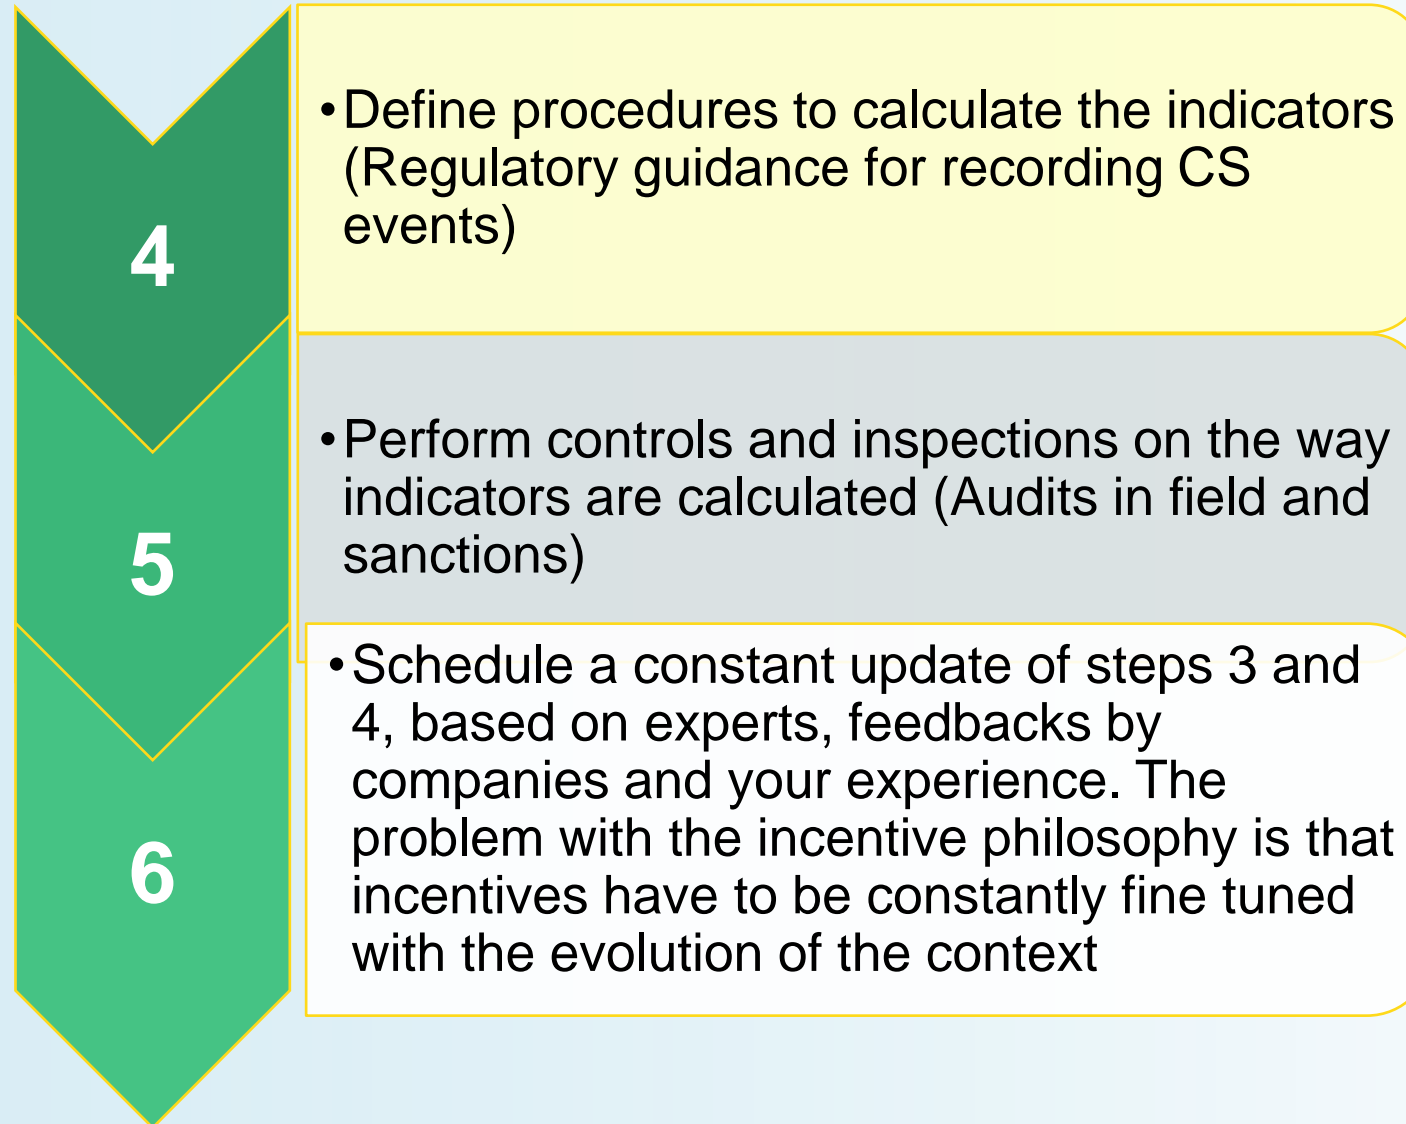 4
•Define procedures to calculate the indicators
(Regulatory guidance for recording CS
events)
5
•Perform controls and inspections on the way
indicators are calculated (Audits in field and
sanctions)
6
•Schedule a constant update of steps 3 and
4, based on experts, feedbacks by
companies and your experience. The
problem with the incentive philosophy is that
incentives have to be constantly fine tuned
with the evolution of the context